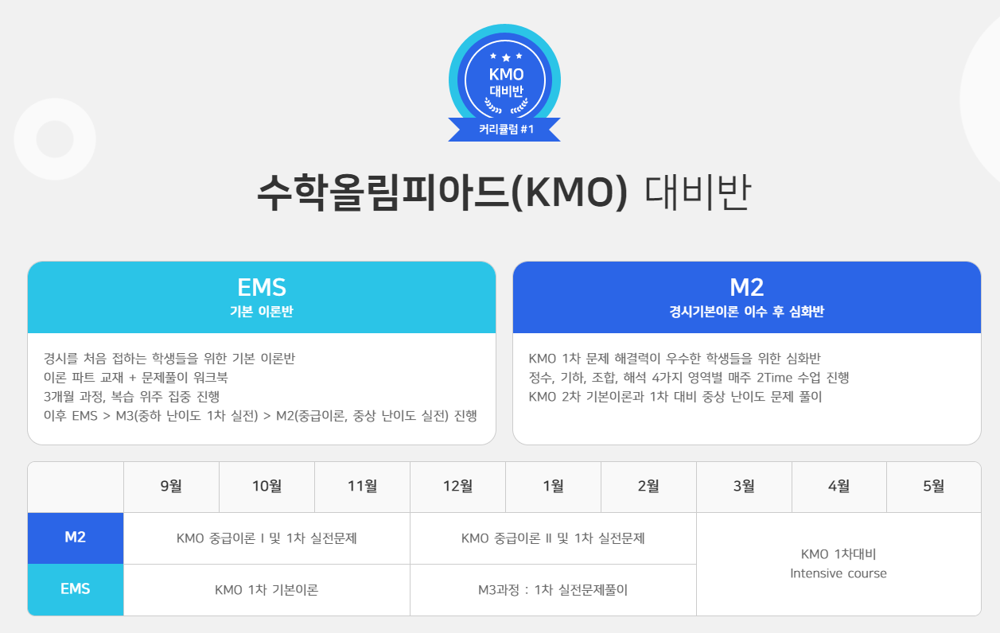 KMO
대비반
커리큘럼 #1
수학올림피아드(KMO) 대비반
EMS
기본 이론반
경시를 처음 접하는 학생들을 위한 기본 이론반
이론 파트 교재 + 문제풀이 워크북
3개월 과정, 복습 위주 집중 진행
이후 EMS > M3(중하 난이도 1차 실전) > M2(중급이론, 중상 난이도 실전) 진행
M2
경시기본이론 이수 후 심화반
KMO 1차 문제 해결력이 우수한 학생들을 위한 심화반
정수, 기하, 조합, 해석 4가지 영역별 매주 2Time 수업 진행
KMO 2차 기본이론과 1차 대비 중상 난이도 문제 풀이
9월 10월 11월 12월 1월 2월 3월 4월 5월
M2 KMO 중급이론 I 및 1차 실전문제 KMO 중급이론 II 및 1차 실전문제
KMO 1차대비
Intensive course
EMS KMO 1차 기본이론 M3과정 : 1차 실전문제풀이